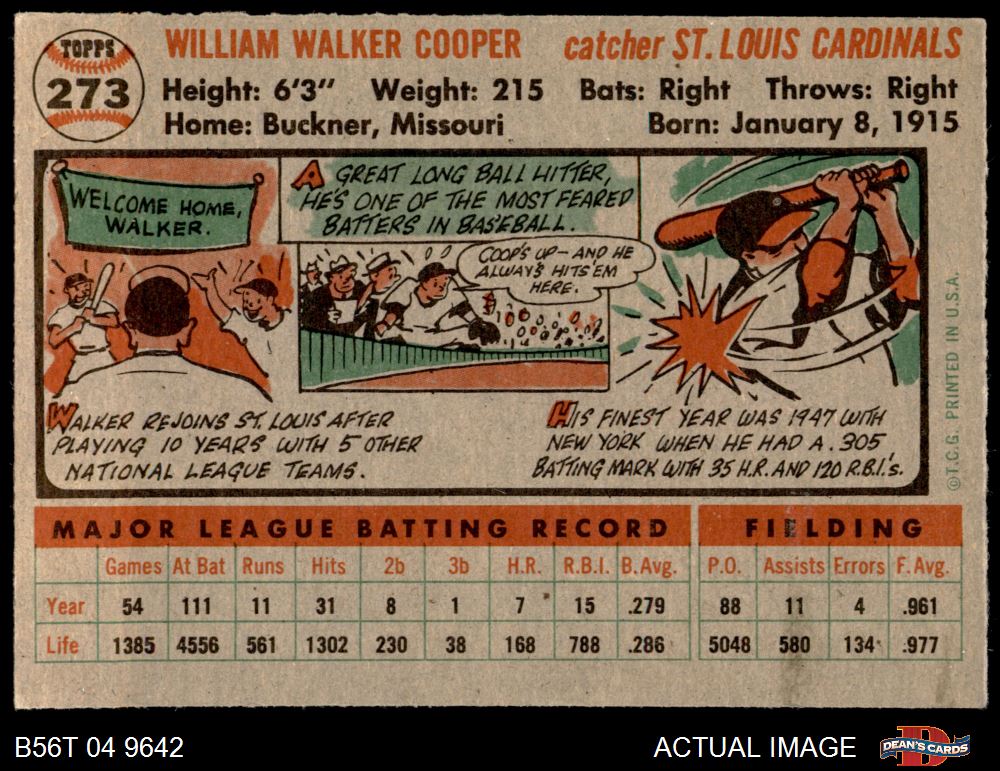 TOPPS
273
WILLIAM WALKER COOPER catcher ST. LOUIS CARDINALS
Height: 6'3" Weight: 215 Bats: Right Throws: Right
Home: Buckner, Missouri Born: January 8, 1915
WELCOME HOME,
WALKER.
A GREAT LONG BALL HITTER,
HE'S ONE OF THE MOST FEARED
BATTERS IN BASEBALL.
COOP'S UP - AND HE
ALWAYS HITS 'EM
HERE.
WALKER REJOINS ST. LOUIS AFTER
PLAYING 10 YEARS WITH 5 OTHER
NATIONAL LEAGUE TEAMS.
HIS FINEST YEAR WAS 1947 WITH
NEW YORK WHEN HE HAD A .305
BATTING MARK WITH 35 H.R. AND 120 R.B.I.'s.
©T.C.G. PRINTED IN U.S.A.
MAJOR LEAGUE BATTING RECORD FIELDING
Games At Bat Runs Hits 2b 3b H.R. R.B.I. B.Avg. P.O. Assists Errors F.Avg.
Year 54 111 11 31 8 1 7 15 .279 88 11 4 .961
Life 1385 4556 561 1302 230 38 168 788 .286 5048 580 134 .977
B56T 04 9642 ACTUAL IMAGE DEAN'S CARDS